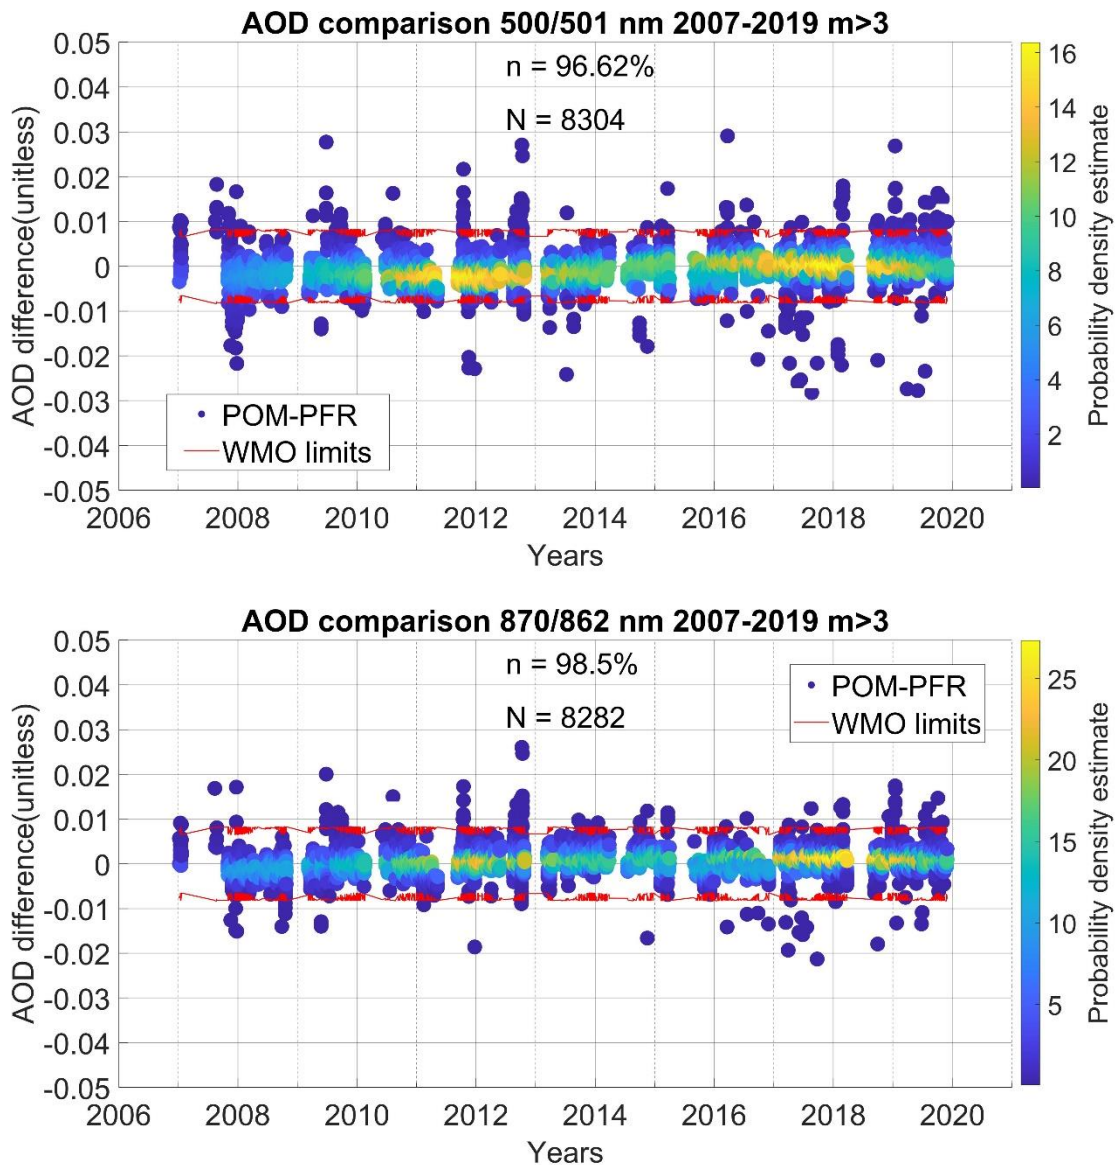 AOD comparison 500/501 nm 2007-2019 m>3
n = 96.62%
N = 8304
0.05
0.04
0.03
0.02
0.01
0
-0.01
-0.02
-0.03
-0.04
-0.05
AOD difference(unitless)
POM-PFR
WMO limits
2006 2008 2010 2012 2014 2016 2018 2020
Years
16
14
12
10
8
6
4
2
Probability density estimate
AOD comparison 870/862 nm 2007-2019 m>3
n = 98.5%
N = 8282
0.05
0.04
0.03
0.02
0.01
0
-0.01
-0.02
-0.03
-0.04
-0.05
AOD difference(unitless)
POM-PFR
WMO limits
2006 2008 2010 2012 2014 2016 2018 2020
Years
25
20
15
10
5
Probability density estimate